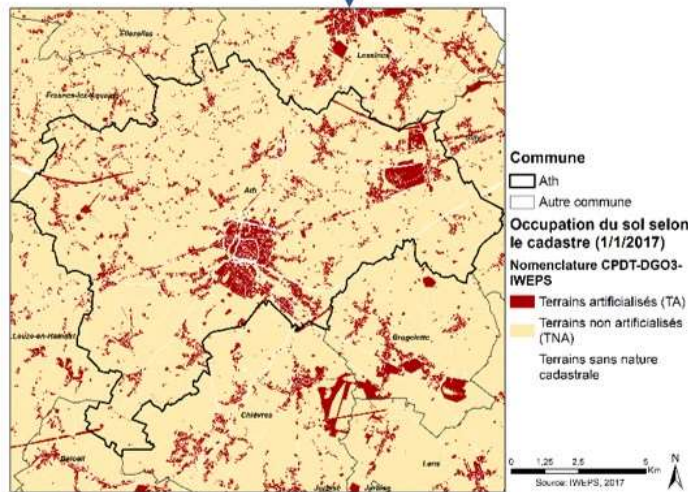 Ellezelles
Lessines
Frasnes-lez-Anvaing
Ath
Leuze-en-Hainaut
Brugelette
Chièvres
Beloeil
Lens
Jurbise
Commune
Ath
Autre commune
Occupation du sol selon
le cadastre (1/1/2017)
Nomenclature CPDT-DGO3-
IWEPS
Terrains artificialisés (TA)
Terrains non artificialisés
(TNA)
Terrains sans nature
cadastrale
0 1,25 2,5 5
Km
N
Source: IWEPS, 2017